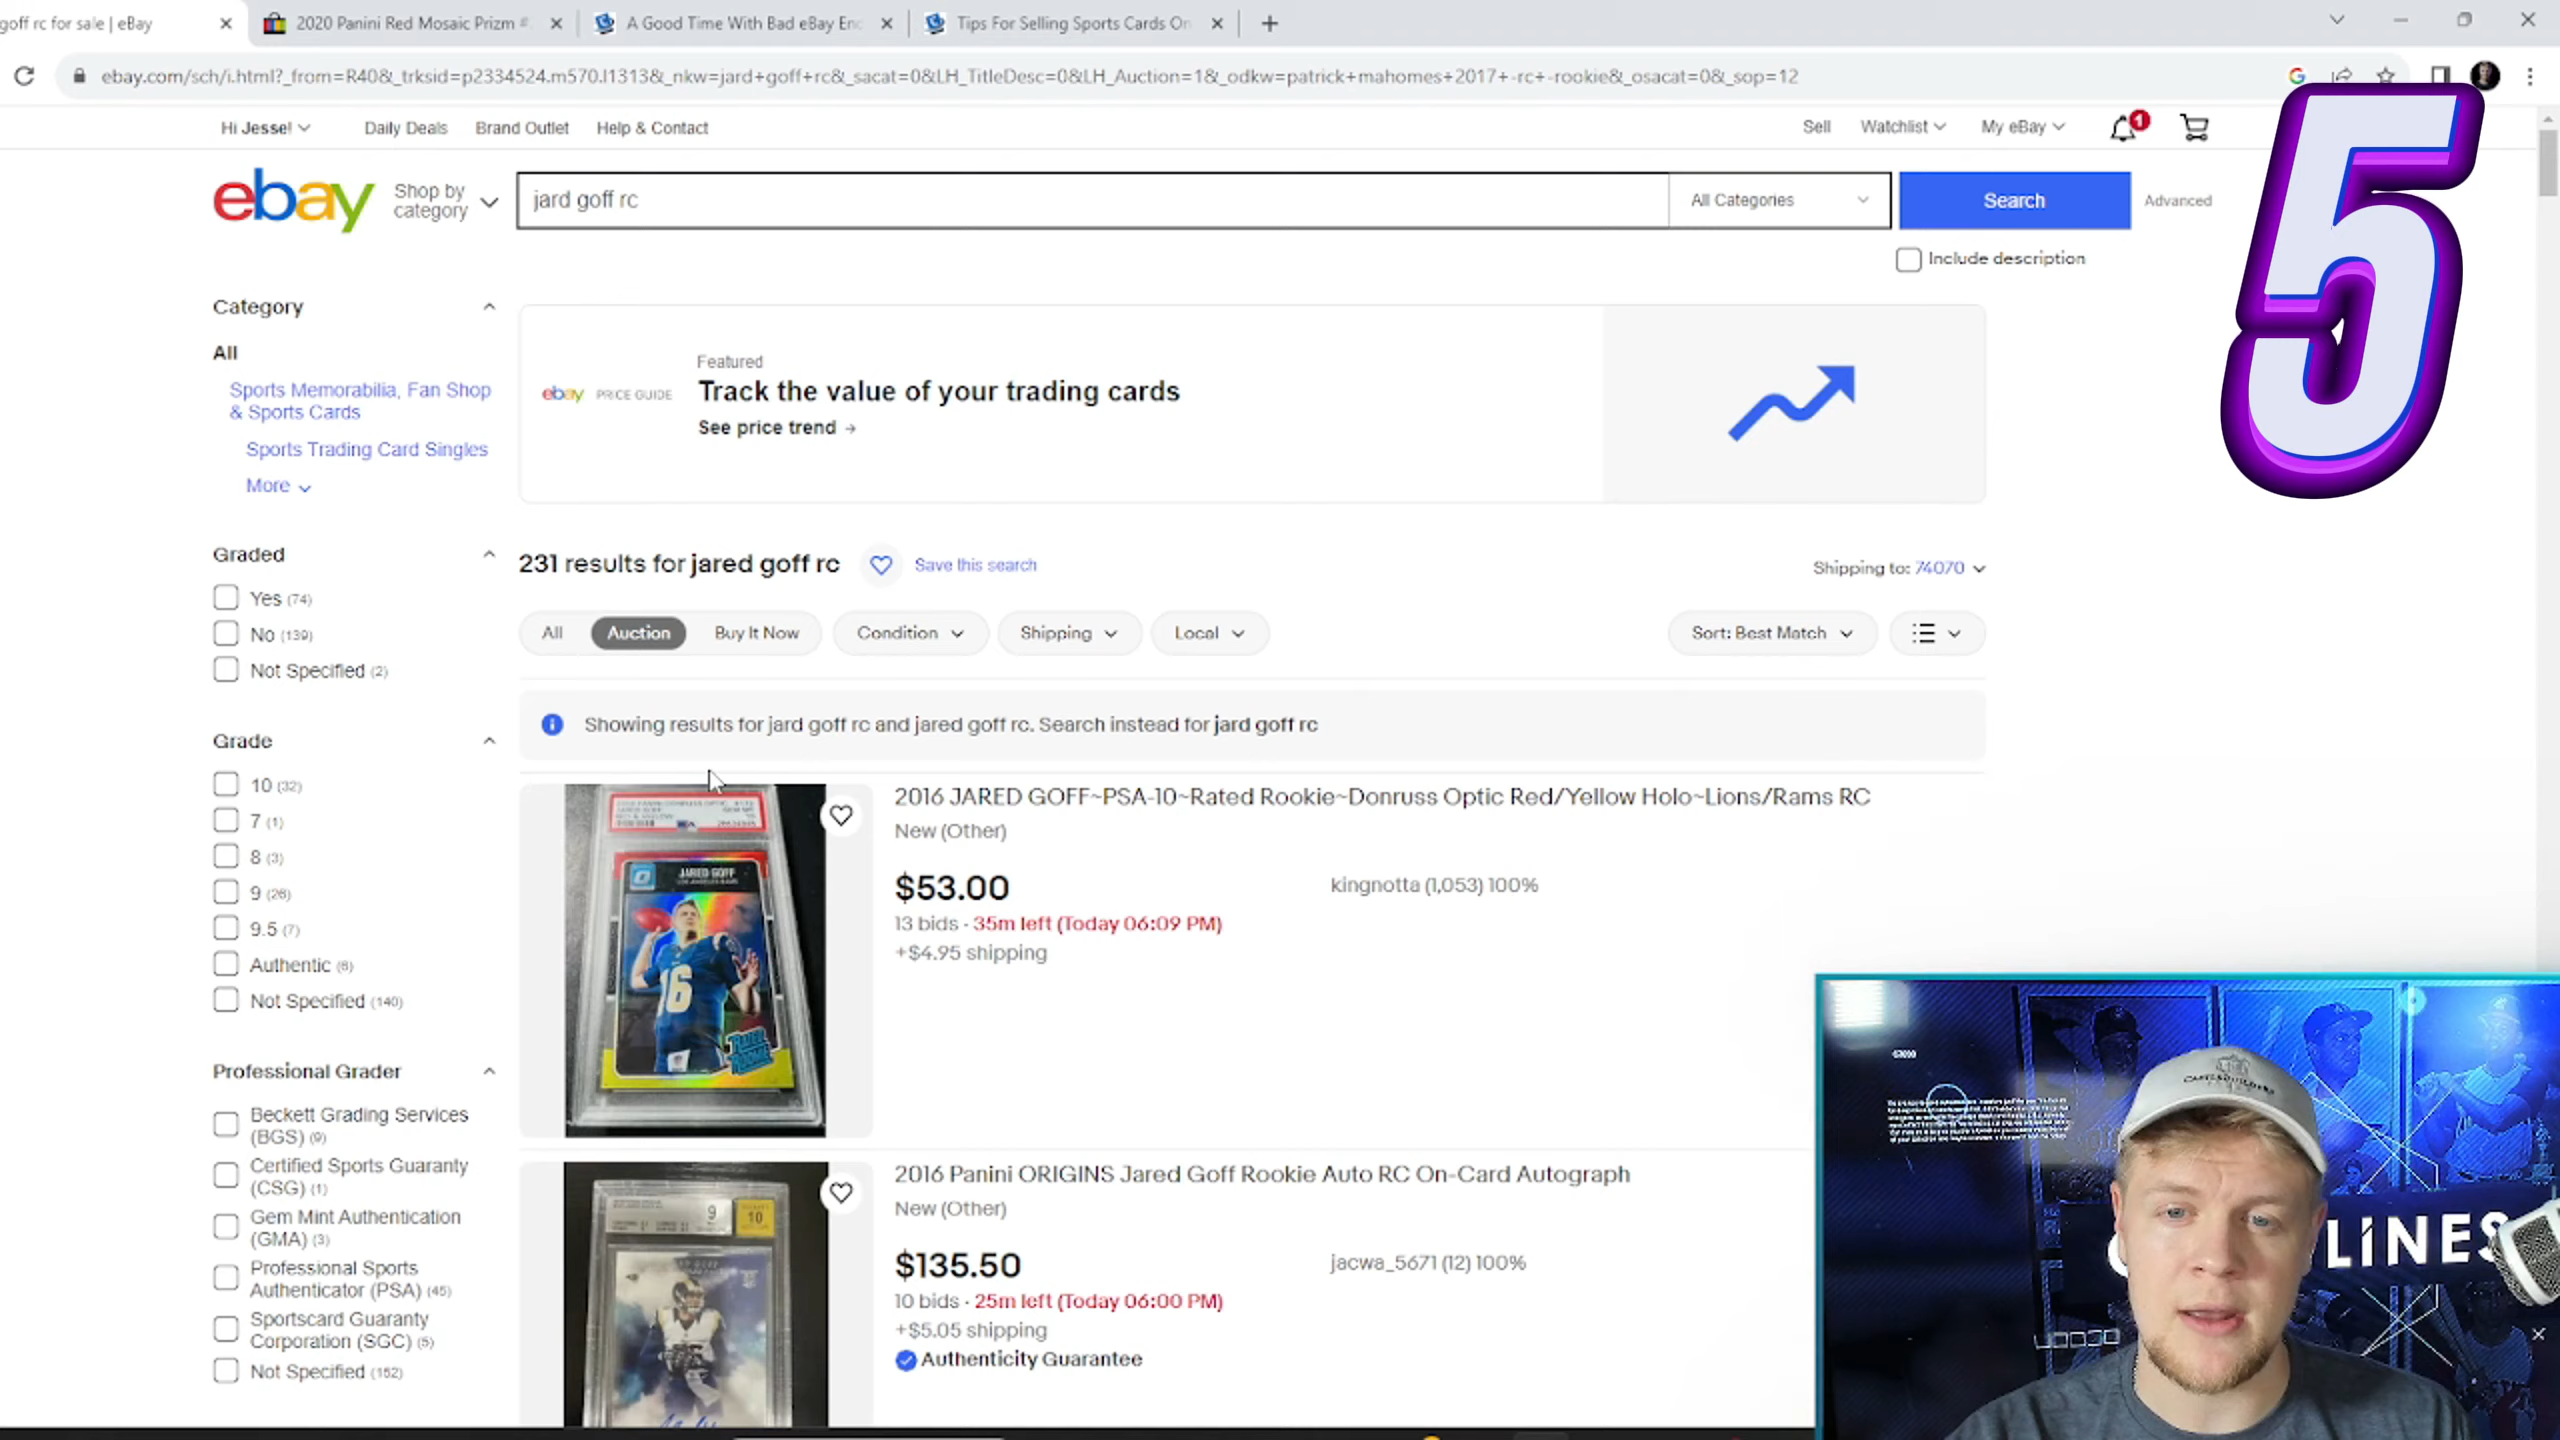 goff rc for sale | eBay
2020 Panini Red Mosaic Prizm #
A Good Time With Bad eBay End
Tips For Selling Sports Cards On
ebay.com/sch/i.html?_from=R40&_trksid=p2334524.m570.l1313&_nkw=jard+goff+rc&_sacat=0&LH_TitleDesc=0&LH_Auction=1&_odkw=patrick+mahomes+2017+-rc+-rookie&_osacat=0&_sop=12
Hi Jesse!
Daily Deals
Brand Outlet
Help & Contact
Sell
Watchlist
My eBay
1
5
ebay
Shop by
category
jard goff rc
All Categories
Search
Advanced
Include description
Category
All
Sports Memorabilia, Fan Shop
& Sports Cards
Sports Trading Card Singles
More
Graded
Yes (74)
No (139)
Not Specified (2)
Grade
10 (32)
7 (1)
8 (3)
9 (26)
9.5 (7)
Authentic (6)
Not Specified (140)
Professional Grader
Beckett Grading Services
(BGS) (9)
Certified Sports Guaranty
(CSG) (1)
Gem Mint Authentication
(GMA) (3)
Professional Sports
Authenticator (PSA) (45)
Sportscard Guaranty
Corporation (SGC) (5)
Not Specified (152)
ebay PRICE GUIDE
Featured
Track the value of your trading cards
See price trend →
231 results for jared goff rc
Save this search
Shipping to: 74070
All
Auction
Buy It Now
Condition
Shipping
Local
Sort: Best Match
Showing results for jard goff rc and jared goff rc. Search instead for jard goff rc
JARED GOFF
16
RATED
ROOKIE
2016 JARED GOFF~PSA-10~Rated Rookie~Donruss Optic Red/Yellow Holo~Lions/Rams RC
New (Other)
$53.00
13 bids · 35m left (Today 06:09 PM)
+$4.95 shipping
kingnotta (1,053) 100%
9
10
2016 Panini ORIGINS Jared Goff Rookie Auto RC On-Card Autograph
New (Other)
$135.50
10 bids · 25m left (Today 06:00 PM)
+$5.05 shipping
Authenticity Guarantee
jacwa_5671 (12) 100%
LINES